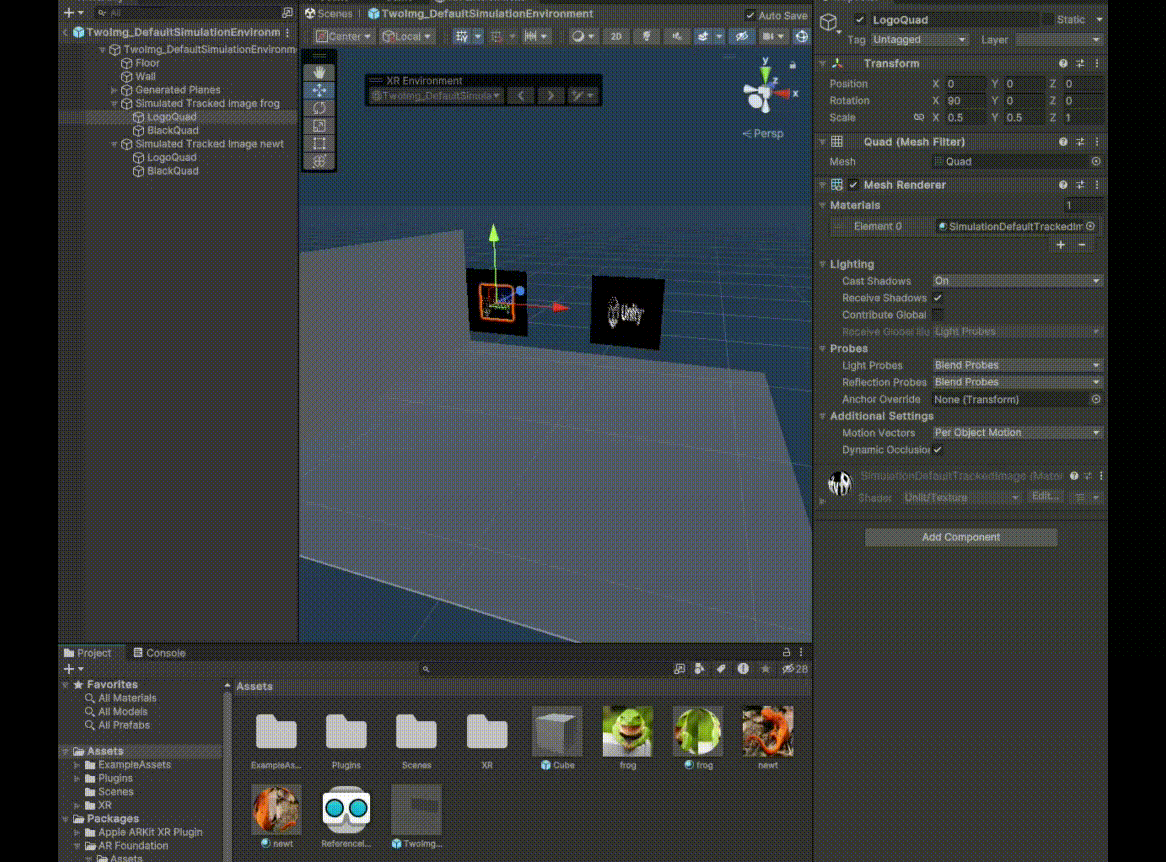 All
Scenes
TwoImg_DefaultSimulationEnvironment
Auto Save
TwoImg_DefaultSimulationEnvironm
Center
Local
2D
TwoImg_DefaultSimulationEnvironm
Floor
Wall
Generated Planes
Simulated Tracked Image frog
LogoQuad
BlackQuad
Simulated Tracked Image newt
LogoQuad
BlackQuad
XR Environment
TwoImg_DefaultSimula
y
z
x
Persp
Unity
LogoQuad
Static
Tag Untagged
Layer
Transform
Position X 0 Y 0 Z 0
Rotation X 90 Y 0 Z 0
Scale X 0.5 Y 0.5 Z 1
Quad (Mesh Filter)
Mesh Quad
Mesh Renderer
Materials 1
Element 0 SimulationDefaultTrackedIm
Lighting
Cast Shadows On
Receive Shadows
Contribute Global
Receive Global Illu Light Probes
Probes
Light Probes Blend Probes
Reflection Probes Blend Probes
Anchor Override None (Transform)
Additional Settings
Motion Vectors Per Object Motion
Dynamic Occlusion
SimulationDefaultTrackedImage (Mater
Shader Unlit/Texture Edit...
Add Component
Project Console
28
Favorites
All Materials
All Models
All Prefabs
Assets
ExampleAssets
Plugins
Scenes
XR
Packages
Apple ARKit XR Plugin
AR Foundation
Assets
Assets
ExampleAs...
Plugins
Scenes
XR
Cube
frog
frog
newt
newt
ReferenceI...
TwoImg...